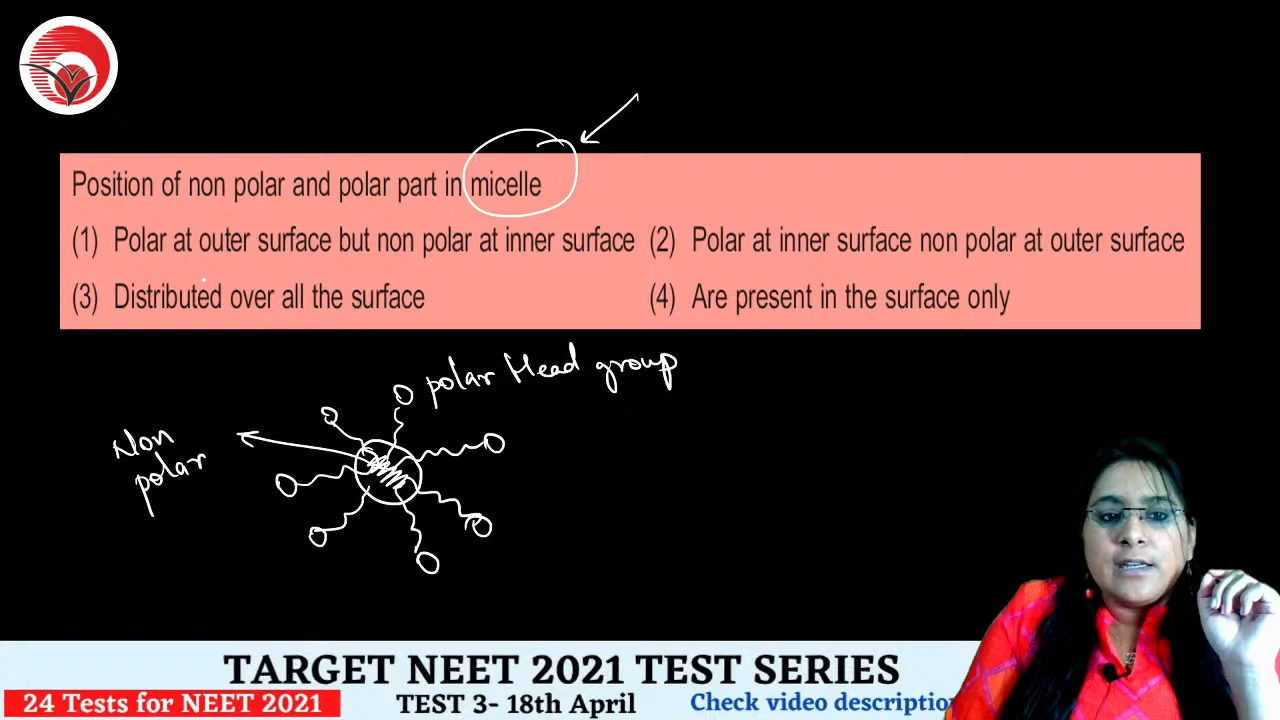 Position of non polar and polar part in micelle
(1) Polar at outer surface but non polar at inner surface (2) Polar at inner surface non polar at outer surface
(3) Distributed over all the surface (4) Are present in the surface only
polar Head group
Non
polar
TARGET NEET 2021 TEST SERIES
24 Tests for NEET 2021 TEST 3- 18th April Check video description